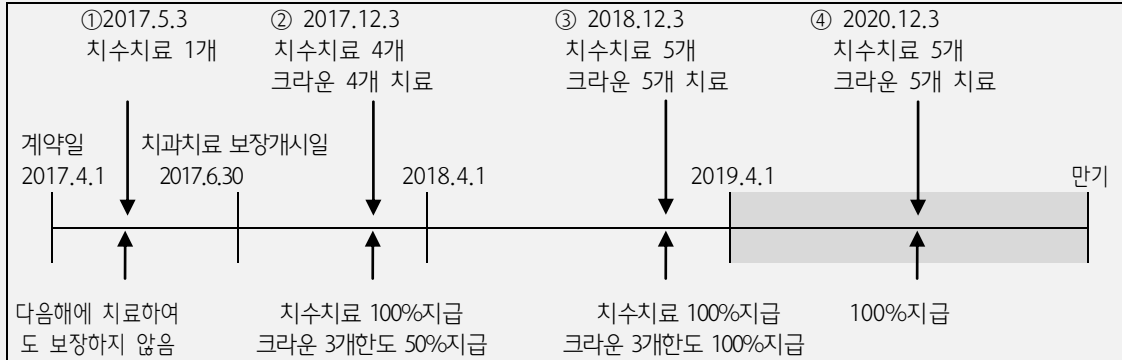 ①2017.5.3
치수치료 1개
② 2017.12.3
치수치료 4개
크라운 4개 치료
③ 2018.12.3
치수치료 5개
크라운 5개 치료
④ 2020.12.3
치수치료 5개
크라운 5개 치료
계약일
2017.4.1
치과치료 보장개시일
2017.6.30
2018.4.1
2019.4.1
만기
다음해에 치료하여
도 보장하지 않음
치수치료 100%지급
크라운 3개한도 50%지급
치수치료 100%지급
크라운 3개한도 100%지급
100%지급